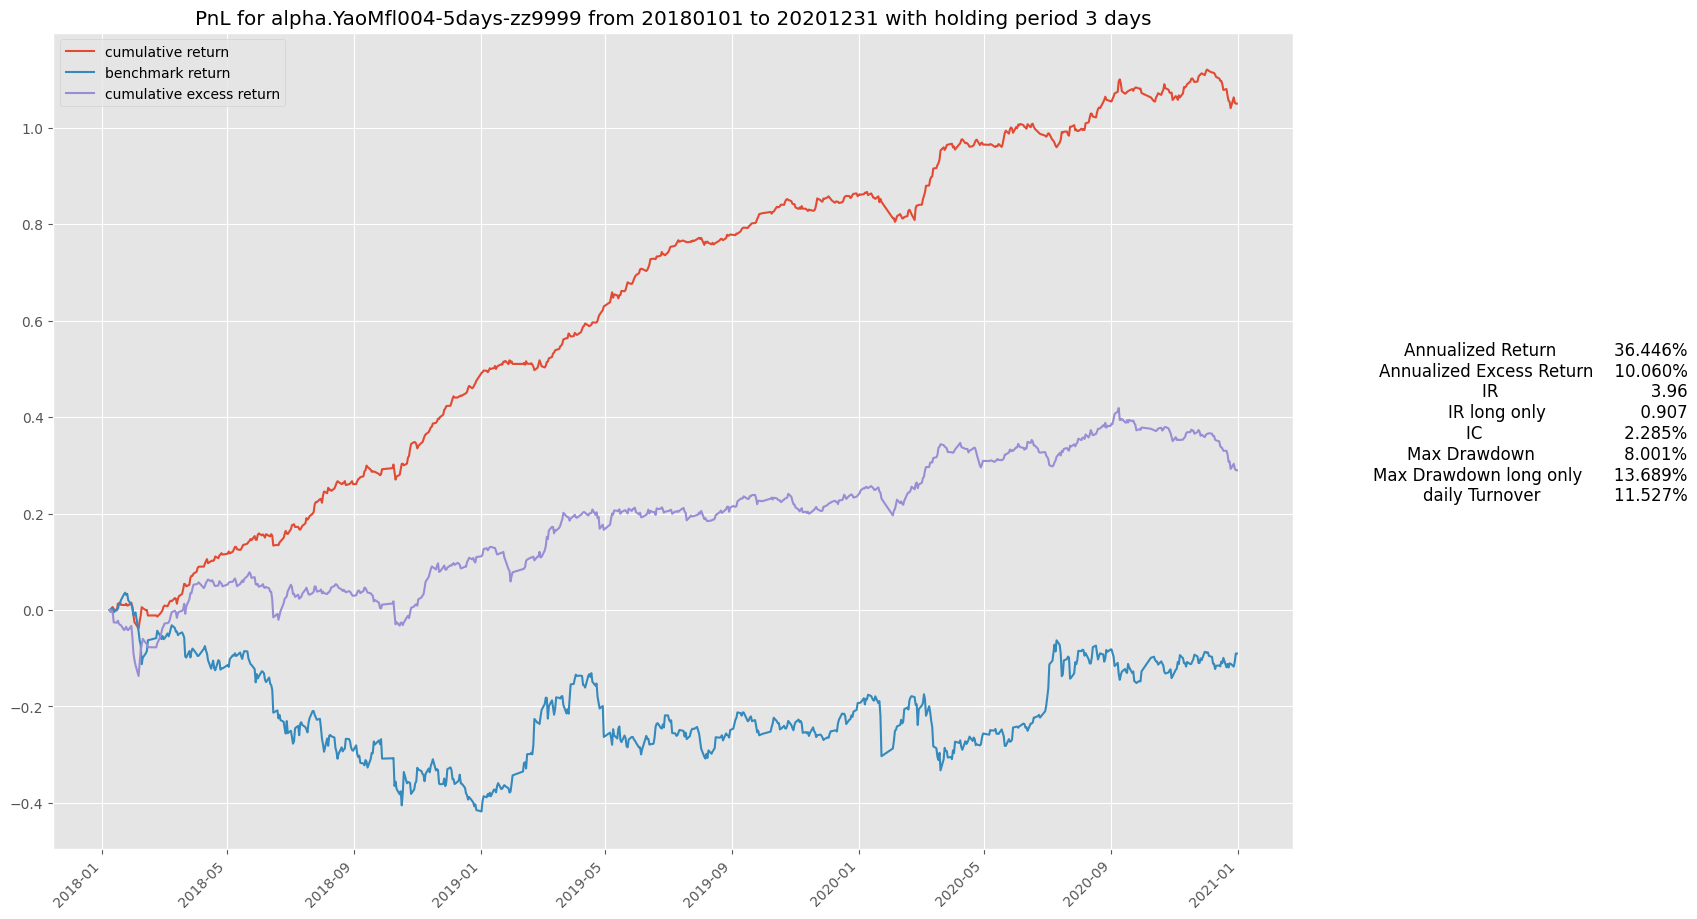 PnL for alpha.YaoMfl004-5days-zz9999 from 20180101 to 20201231 with holding period 3 days
cumulative return
benchmark return
cumulative excess return
1.0
0.8
0.6
0.4
0.2
0.0
−0.2
−0.4
2018-01
2018-05
2018-09
2019-01
2019-05
2019-09
2020-01
2020-05
2020-09
2021-01
Annualized Return 36.446%
Annualized Excess Return 10.060%
IR 3.96
IR long only 0.907
IC 2.285%
Max Drawdown 8.001%
Max Drawdown long only 13.689%
daily Turnover 11.527%